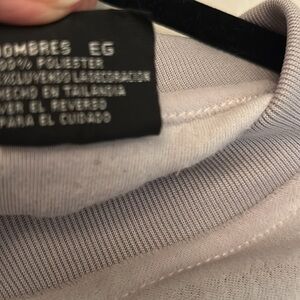 HOMBRES EG
100% POLIESTER
EXCLUYENDO LA DECORACION
HECHO EN TAILANDIA
VER EL REVERSO
PARA EL CUIDADO